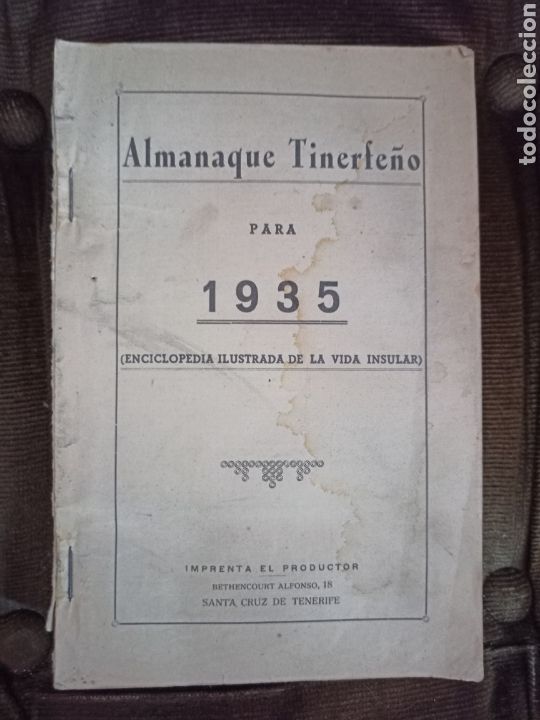 Almanaque Tinerfeño
PARA
1935
(ENCICLOPEDIA ILUSTRADA DE LA VIDA INSULAR)
IMPRENTA EL PRODUCTOR
BETHENCOURT ALFONSO, 18
SANTA CRUZ DE TENERIFE
todocoleccion